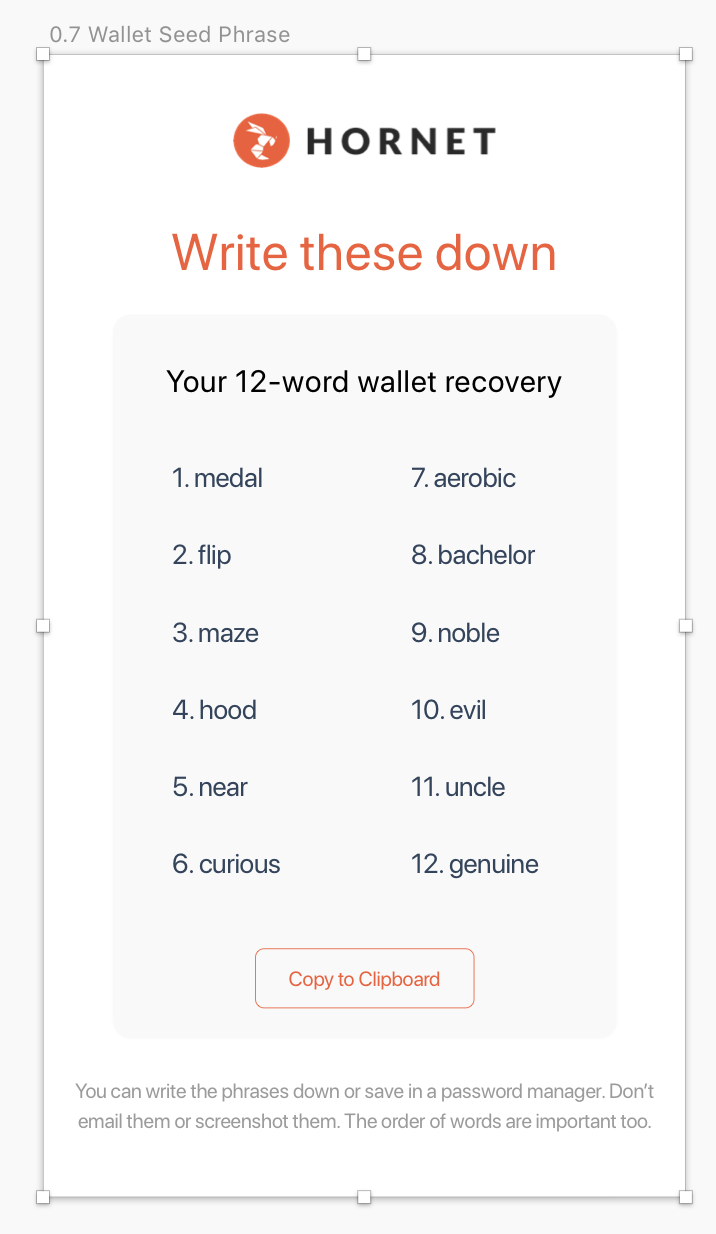 0.7 Wallet Seed Phrase
HORNET
Write these down
Your 12-word wallet recovery
1. medal
2. flip
3. maze
4. hood
5. near
6. curious
7. aerobic
8. bachelor
9. noble
10. evil
11. uncle
12. genuine
Copy to Clipboard
You can write the phrases down or save in a password manager. Don’t
email them or screenshot them. The order of words are important too.